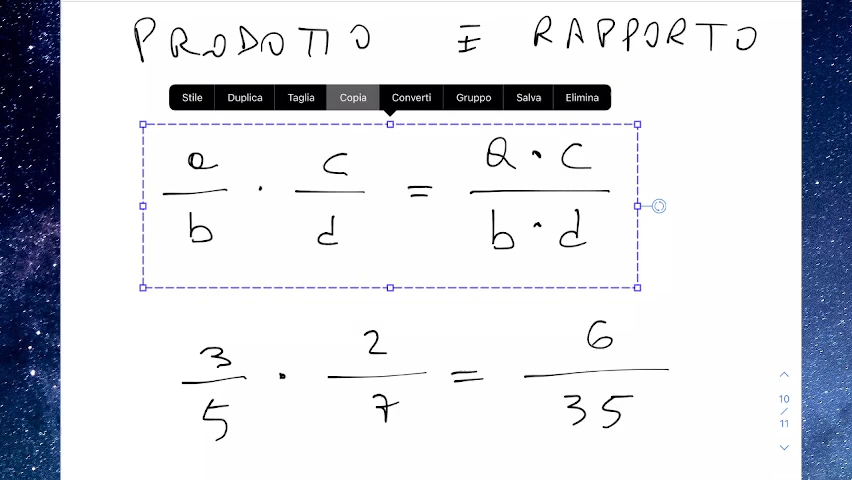 PRODOTTO E RAPPORTO
Stile Duplica Taglia Copia Converti Gruppo Salva Elimina
a/b · c/d = a · c / b · d
3/5 · 2/7 = 6/35
10 / 11